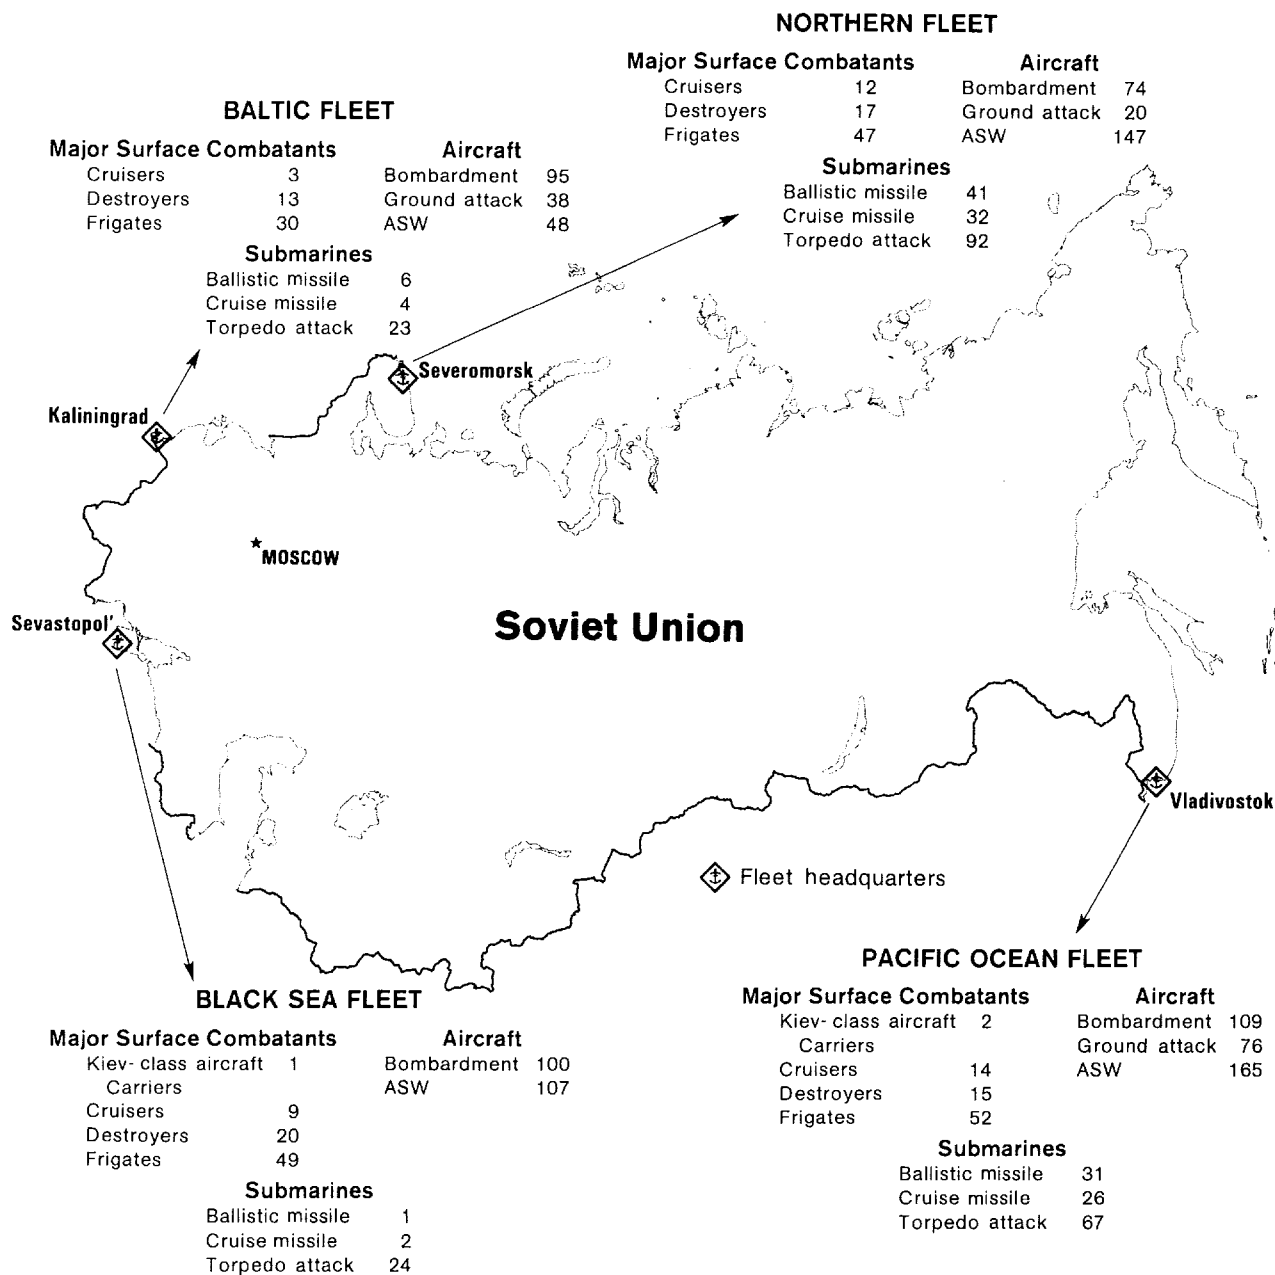 NORTHERN FLEET
Major Surface Combatants
Cruisers 12
Destroyers 17
Frigates 47
Aircraft
Bombardment 74
Ground attack 20
ASW 147
Submarines
Ballistic missile 41
Cruise missile 32
Torpedo attack 92
BALTIC FLEET
Major Surface Combatants
Cruisers 3
Destroyers 13
Frigates 30
Aircraft
Bombardment 95
Ground attack 38
ASW 48
Submarines
Ballistic missile 6
Cruise missile 4
Torpedo attack 23
Severomorsk
Kaliningrad
MOSCOW
Sevastopol'
Soviet Union
Vladivostok
Fleet headquarters
BLACK SEA FLEET
Major Surface Combatants
Kiev- class aircraft 1
Carriers
Cruisers 9
Destroyers 20
Frigates 49
Aircraft
Bombardment 100
ASW 107
Submarines
Ballistic missile 1
Cruise missile 2
Torpedo attack 24
PACIFIC OCEAN FLEET
Major Surface Combatants
Kiev- class aircraft 2
Carriers
Cruisers 14
Destroyers 15
Frigates 52
Aircraft
Bombardment 109
Ground attack 76
ASW 165
Submarines
Ballistic missile 31
Cruise missile 26
Torpedo attack 67